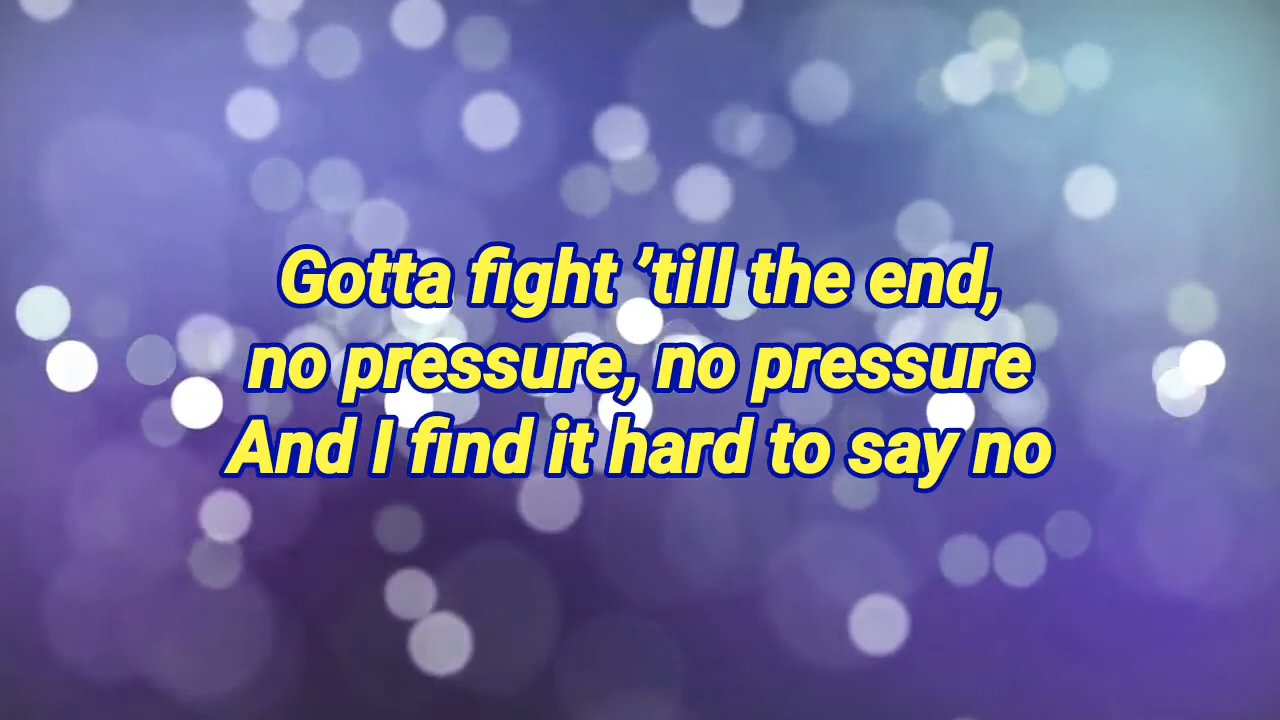 Gotta fight ’till the end,
no pressure, no pressure
And I find it hard to say no